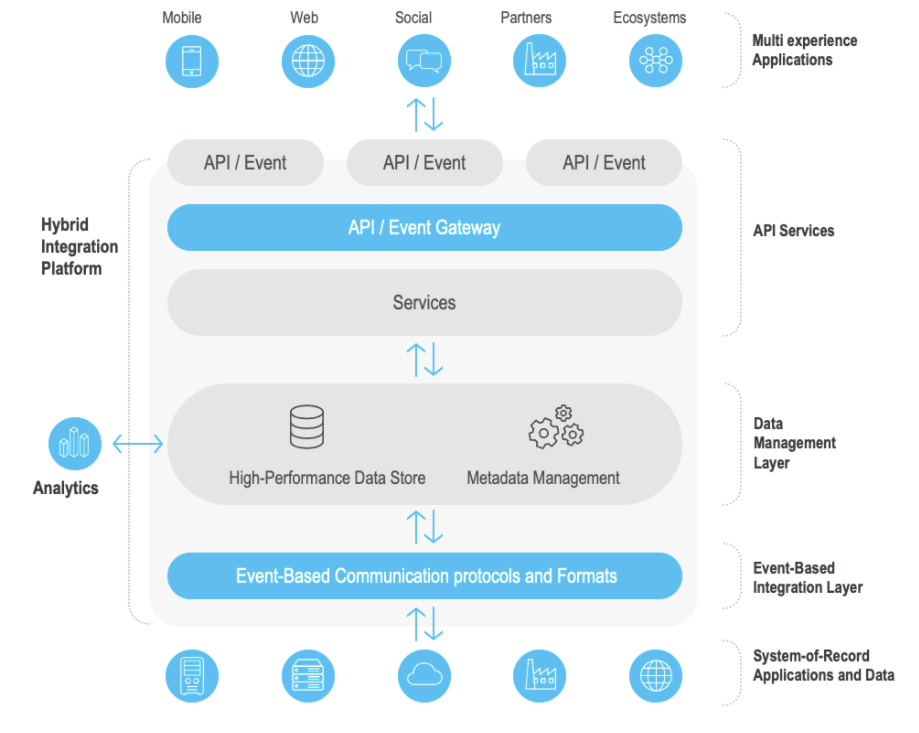 Mobile
Web
Social
Partners
Ecosystems
Multi experience
Applications
API / Event
API / Event
API / Event
Hybrid
Integration
Platform
API / Event Gateway
API Services
Services
Data
Management
Layer
High-Performance Data Store
Metadada Management
Analytics
Event-Based Communication protocols and Formats
Event-Based
Integration Layer
System-of-Record
Applications and Data